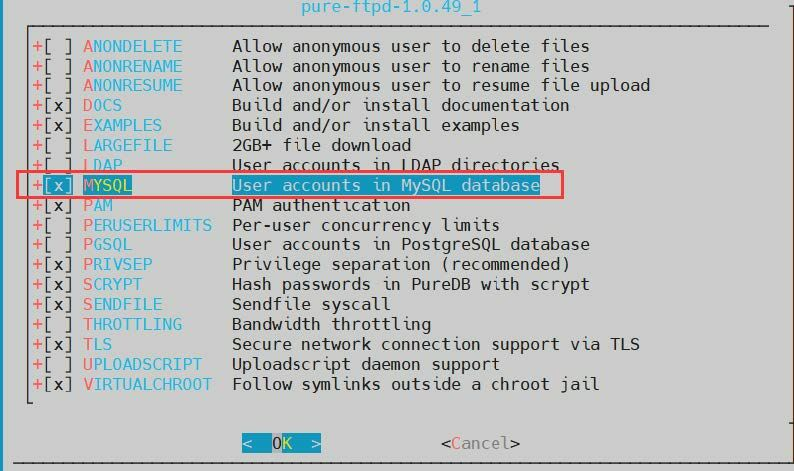 pure-ftpd-1.0.49_1
+[ ] ANONDELETE Allow anonymous user to delete files
+[ ] ANONRENAME Allow anonymous user to rename files
+[ ] ANONRESUME Allow anonymous user to resume file upload
+[x] DOCS Build and/or install documentation
+[x] EXAMPLES Build and/or install examples
+[ ] LARGEFILE 2GB+ file download
+[ ] LDAP User accounts in LDAP directories
+[x] MYSQL User accounts in MySQL database
+[x] PAM PAM authentication
+[ ] PERUSERLIMITS Per-user concurrency limits
+[ ] PGSQL User accounts in PostgreSQL database
+[x] PRIVSEP Privilege separation (recommended)
+[x] SCRYPT Hash passwords in PureDB with scrypt
+[x] SENDFILE Sendfile syscall
+[ ] THROTTLING Bandwidth throttling
+[x] TLS Secure network connection support via TLS
+[ ] UPLOADSCRIPT Uploadscript daemon support
+[x] VIRTUALCHROOT Follow symlinks outside a chroot jail
< OK > <Cancel>